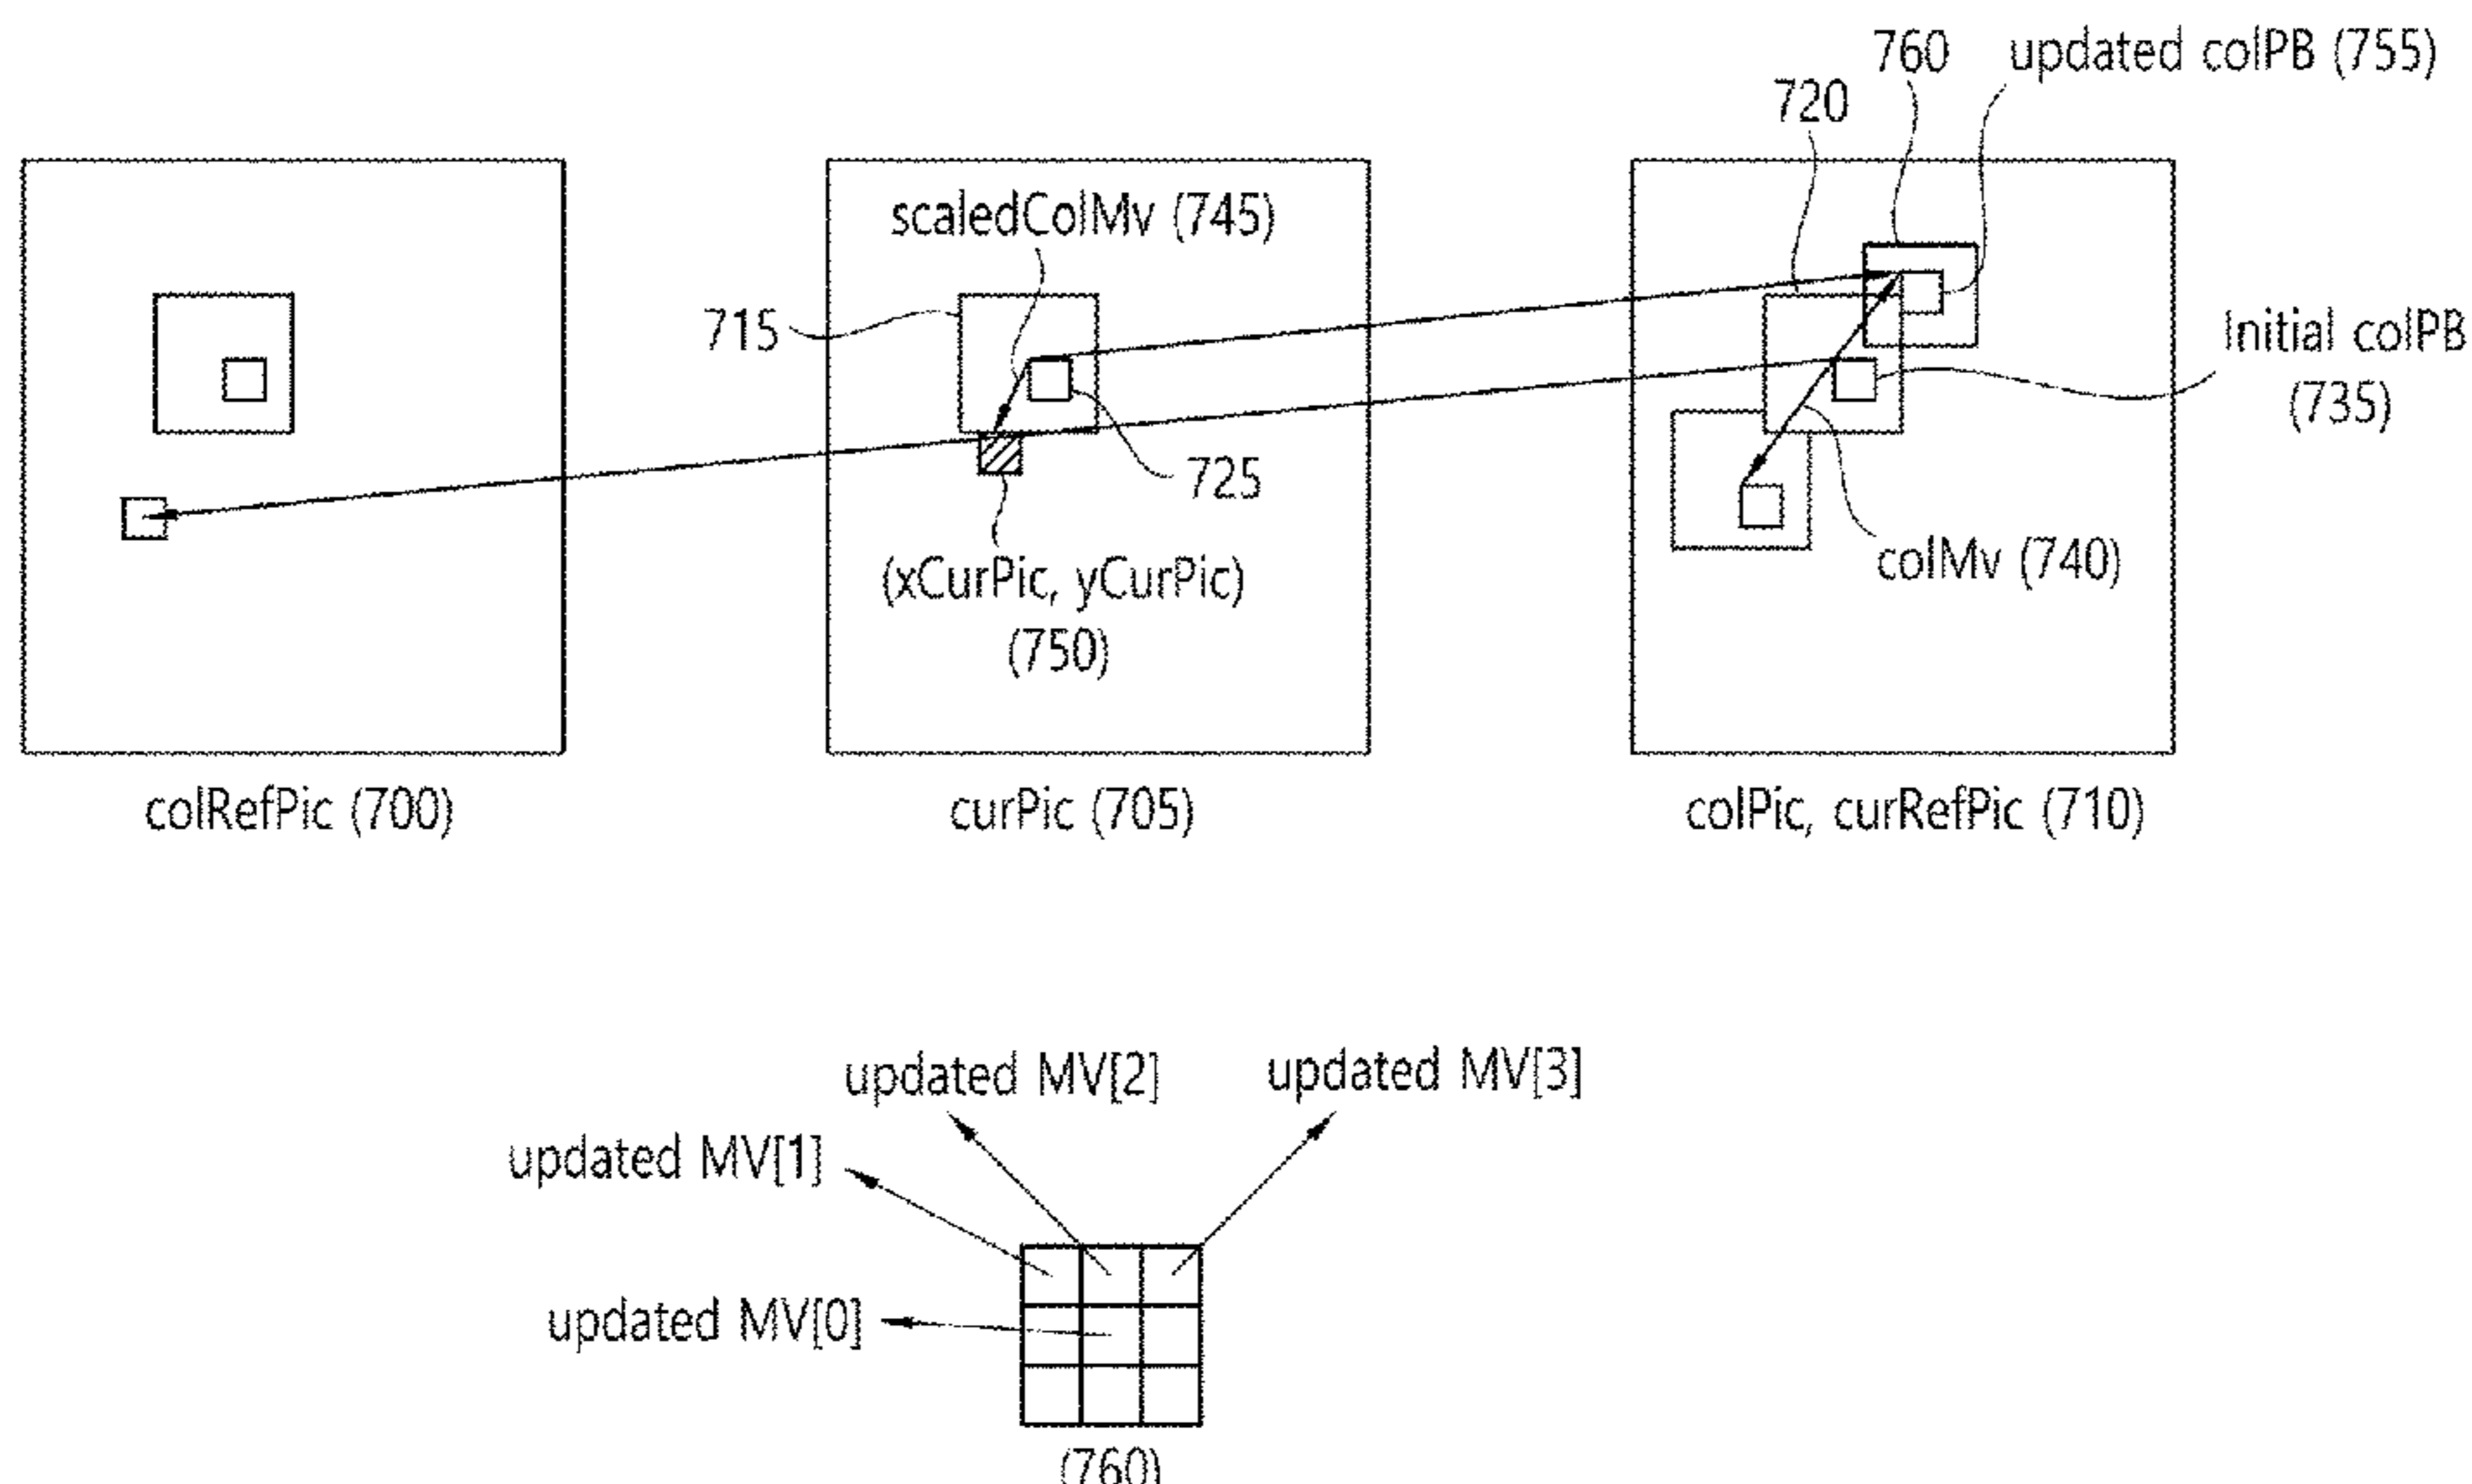 760 updated colPB (755)
720
scaledColMv (745)
715
Initial colPB
(735)
725
colMv (740)
(xCurPic, yCurPic)
(750)
colRefPic (700)
curPic (705)
colPic, curRefPic (710)
updated MV[2]
updated MV[3]
updated MV[1]
updated MV[0]
(760)